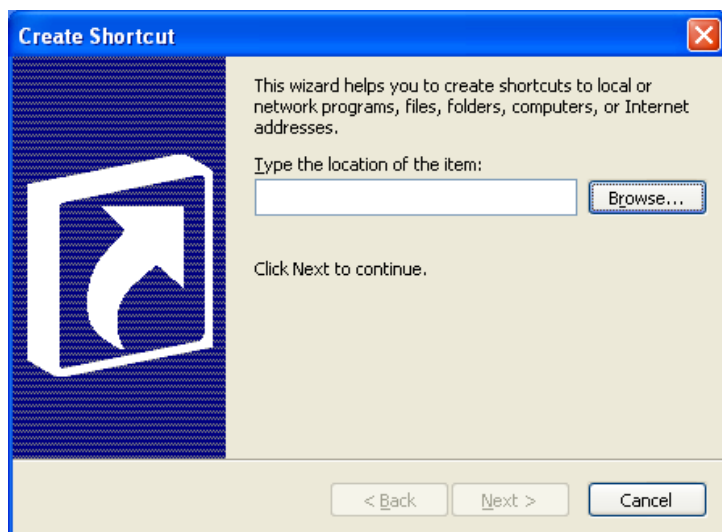 Create Shortcut
This wizard helps you to create shortcuts to local or
network programs, files, folders, computers, or Internet
addresses.
Type the location of the item:
Browse...
Click Next to continue.
< Back
Next >
Cancel